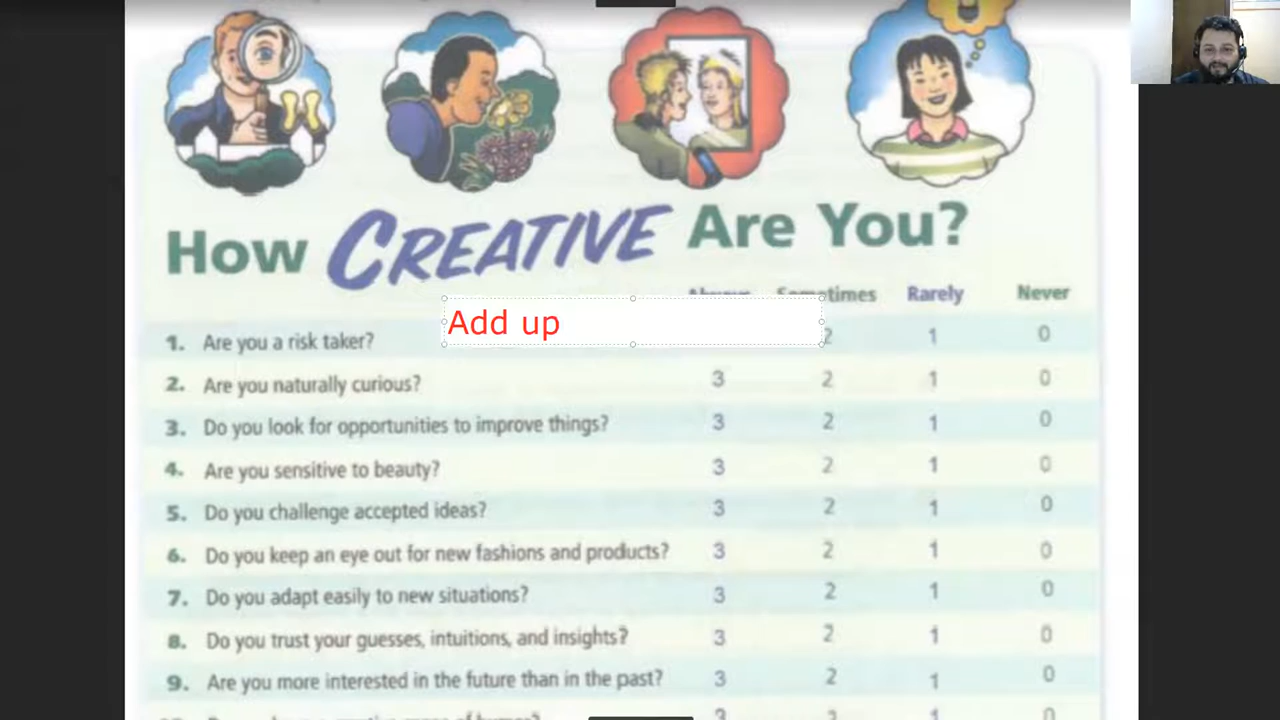 How CREATIVE Are You?
Sometimes Rarely Never
Add up
1. Are you a risk taker? 2 1 0
2. Are you naturally curious? 3 2 1 0
3. Do you look for opportunities to improve things? 3 2 1 0
4. Are you sensitive to beauty? 3 2 1 0
5. Do you challenge accepted ideas? 3 2 1 0
6. Do you keep an eye out for new fashions and products? 3 2 1 0
7. Do you adapt easily to new situations? 3 2 1 0
8. Do you trust your guesses, intuitions, and insights? 3 2 1 0
9. Are you more interested in the future than in the past? 3 2 1 0